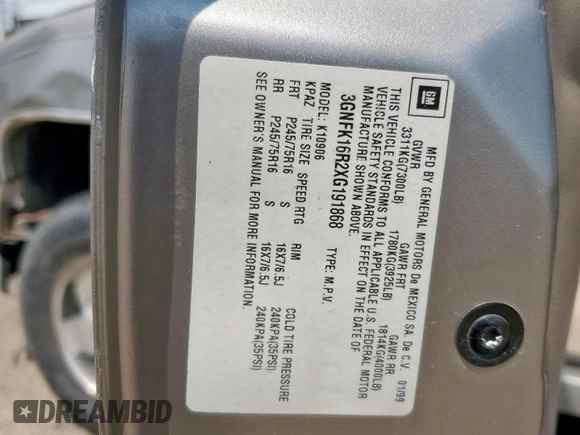 GM
MFD BY GENERAL MOTORS De MEXICO SA. De C.V. 01/99
GVWR GAWR FRT GAWR RR
3311KG(7300LB) 1780KG(3925LB) 1814KG(4000LB)
THIS VEHICLE CONFORMS TO ALL APPLICABLE U.S. FEDERAL MOTOR
VEHICLE SAFETY STANDARDS IN EFFECT ON THE DATE OF
MANUFACTURE SHOWN ABOVE.
3GNFK16R2XG191868 TYPE: M.P.V.
MODEL: K10906
KPAZ TIRE SIZE SPEED RTG RIM COLD TIRE PRESSURE
FRT P245/75R16 S 16X7/6.5J 240KPA(35PSI)
RR P245/75R16 S 16X7/6.5J 240KPA(35PSI)
SEE OWNER'S MANUAL FOR MORE INFORMATION.
DREAMBID